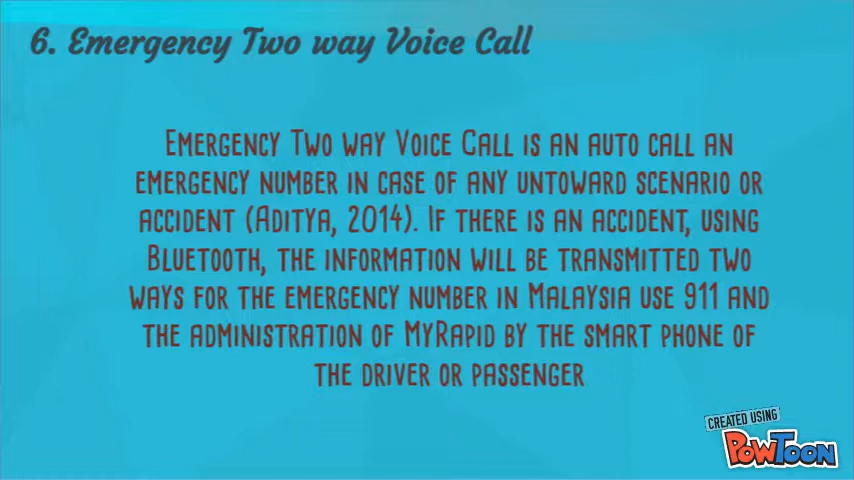 6. Emergency Two way Voice Call
Emergency Two way Voice Call is an auto call an
emergency number in case of any untoward scenario or
accident (Aditya, 2014). If there is an accident, using
Bluetooth, the information will be transmitted two
ways for the emergency number in Malaysia use 911 and
the administration of MyRapid by the smart phone of
the driver or passenger
CREATED USING
POWTOON